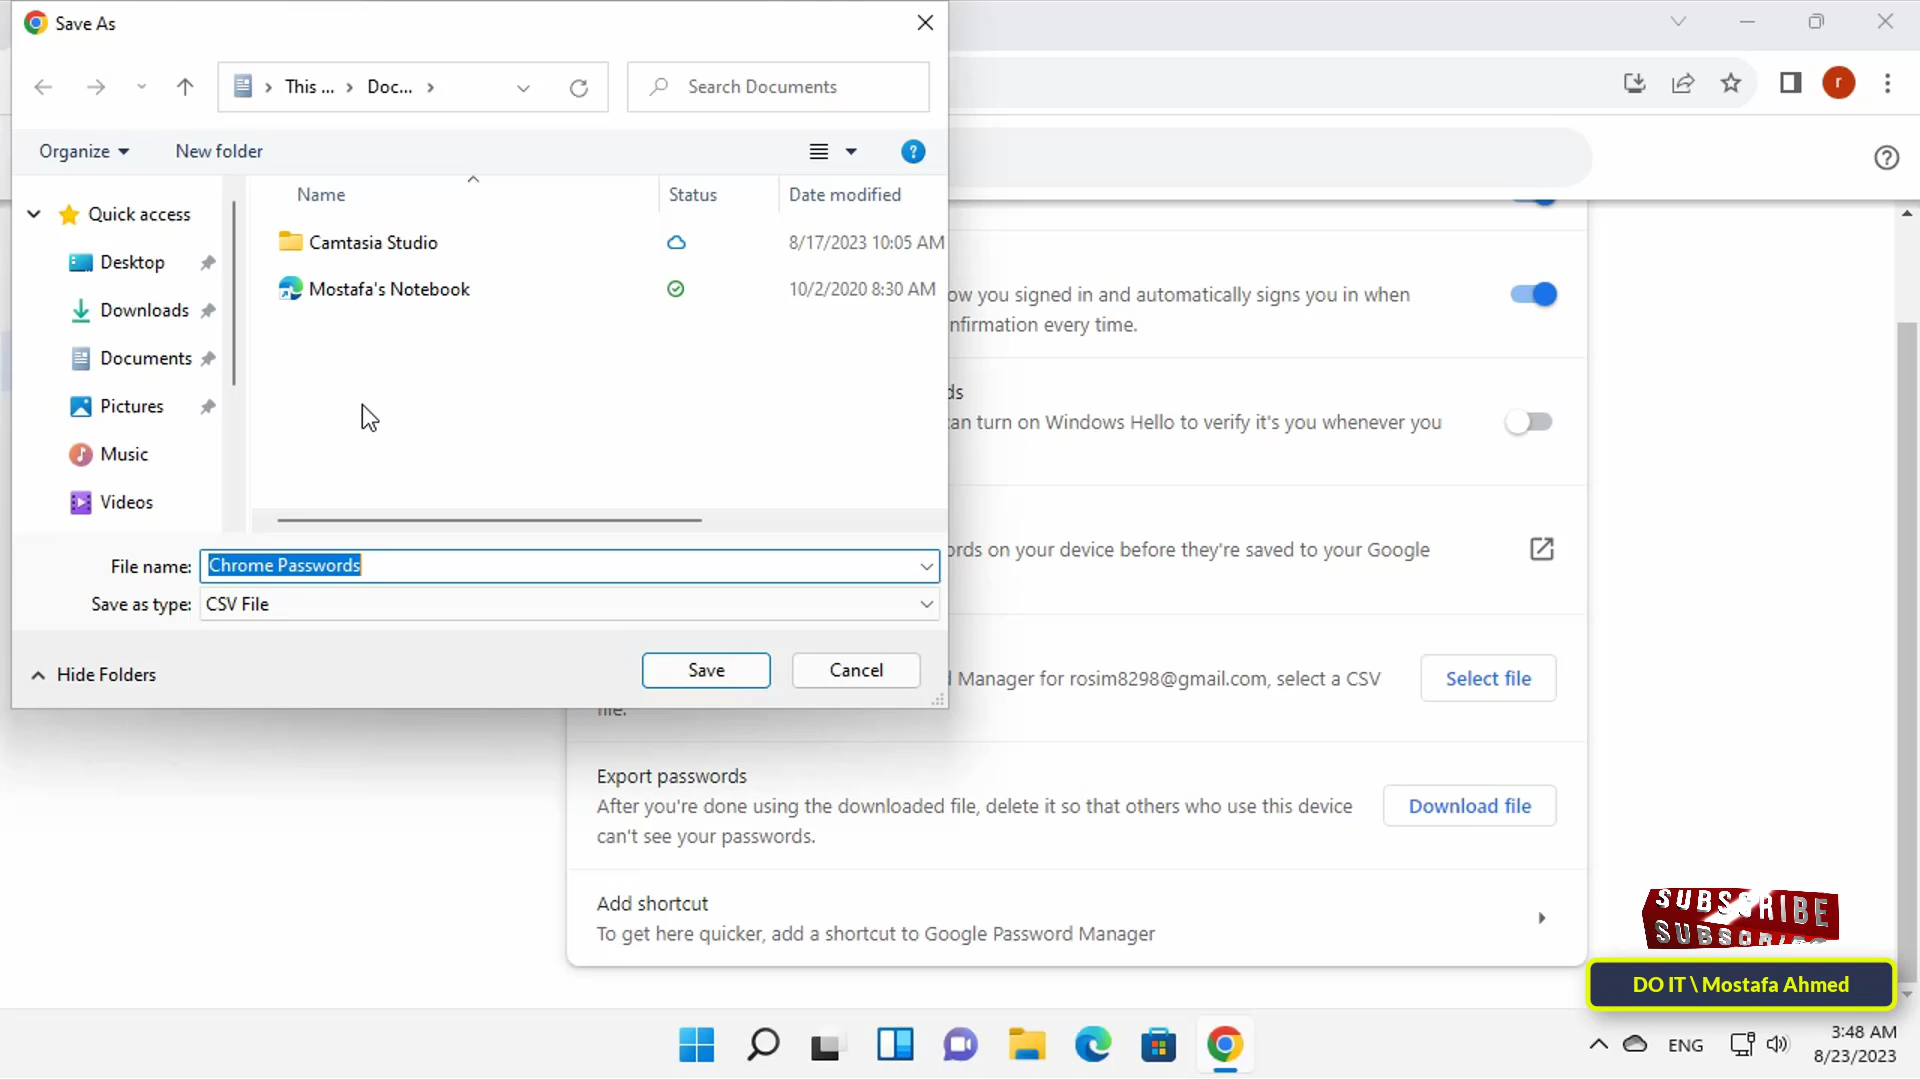 Save As
This ...
Doc...
Search Documents
r
Organize
New folder
?
Name
Status
Date modified
Quick access
Desktop
Downloads
Documents
Pictures
Music
Videos
Camtasia Studio
8/17/2023 10:05 AM
Mostafa's Notebook
10/2/2020 8:30 AM
ow you signed in and automatically signs you in when
nfirmation every time.
ds
an turn on Windows Hello to verify it's you whenever you
File name:
Chrome Passwords
Save as type:
CSV File
rds on your device before they're saved to your Google
Hide Folders
Save
Cancel
Manager for rosim8298@gmail.com, select a CSV
file.
Select file
Export passwords
After you're done using the downloaded file, delete it so that others who use this device
can't see your passwords.
Download file
Add shortcut
To get here quicker, add a shortcut to Google Password Manager
SUBSCRIBE
SUBSCRIBE
DO IT \ Mostafa Ahmed
ENG
3:48 AM
8/23/2023